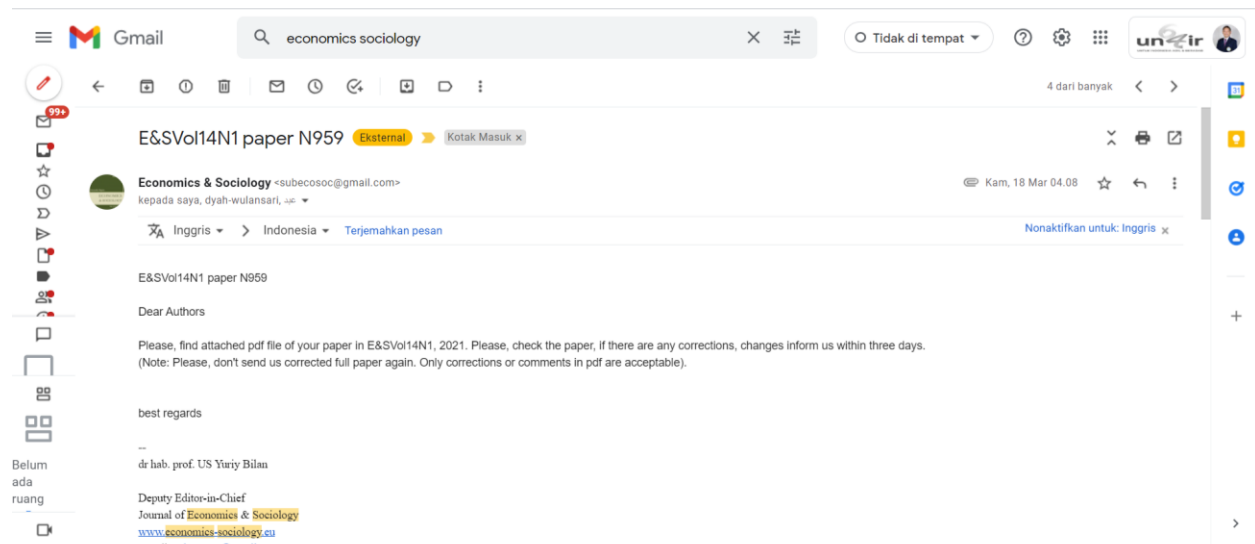 Gmail
economics sociology
Tidak di tempat
unair
4 dari banyak
99+
E&SVol14N1 paper N959 Eksternal Kotak Masuk ×
Economics & Sociology <subecosoc@gmail.com>
Kam, 18 Mar 04.08
kepada saya, dyah-wulansari,
Inggris > Indonesia Terjemahkan pesan
Nonaktifkan untuk: Inggris ×
31
E&SVol14N1 paper N959
Dear Authors
Please, find attached pdf file of your paper in E&SVol14N1, 2021. Please, check the paper, if there are any corrections, changes inform us within three days.
(Note: Please, don't send us corrected full paper again. Only corrections or comments in pdf are acceptable).
best regards
--
dr hab. prof. US Yuriy Bilan
Deputy Editor-in-Chief
Journal of Economics & Sociology
www.economics-sociology.eu
Belum
ada
ruang